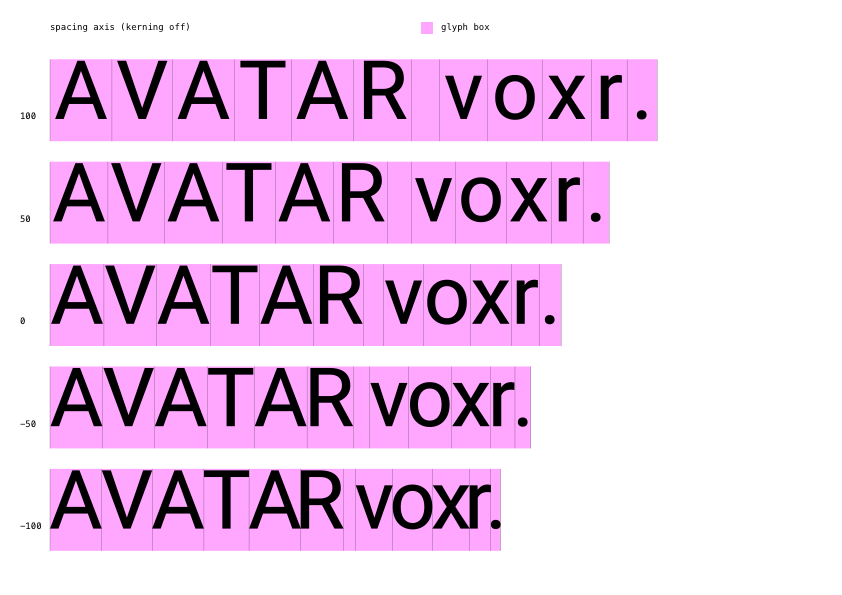 spacing axis (kerning off) glyph box
100 AVATAR voxr.
50 AVATAR voxr.
0 AVATAR voxr.
−50 AVATAR voxr.
−100 AVATAR voxr.